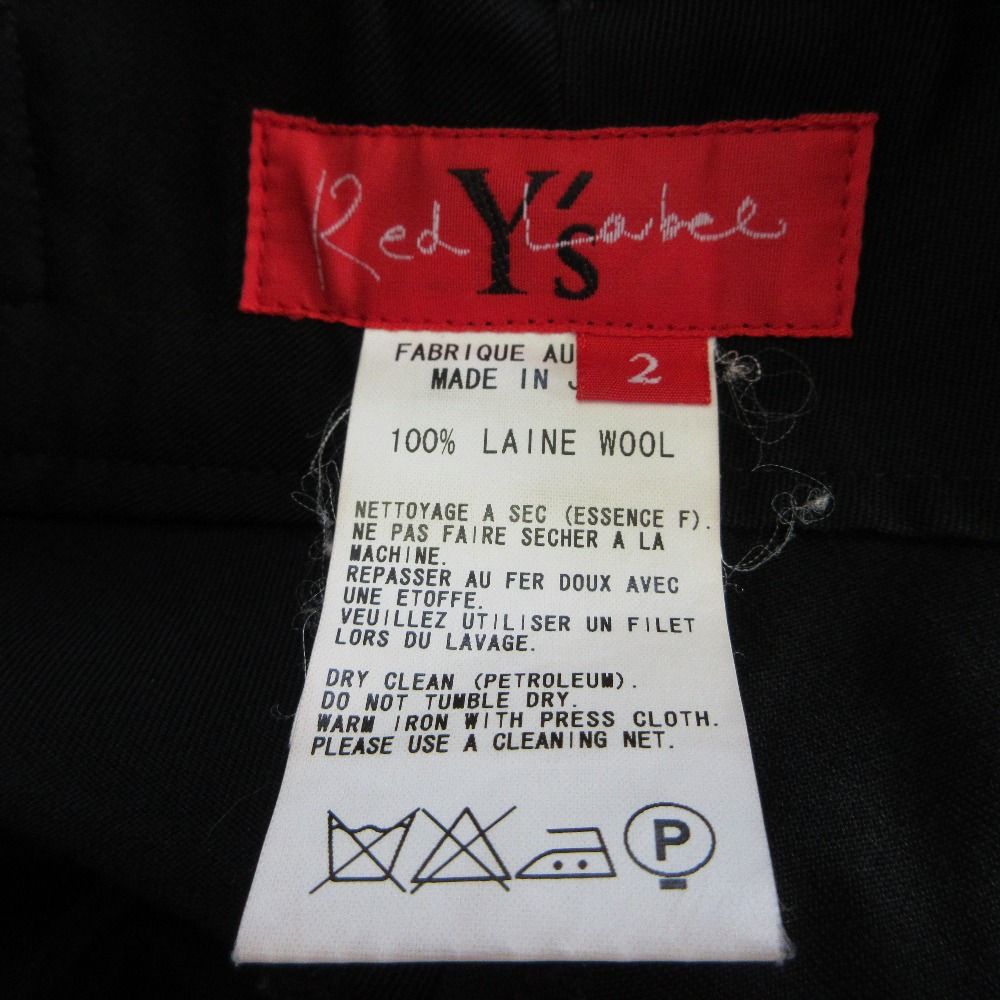 Red Label
Y's
2
FABRIQUE AU
MADE IN
100% LAINE WOOL
NETTOYAGE A SEC (ESSENCE F).
NE PAS FAIRE SECHER A LA
MACHINE.
REPASSER AU FER DOUX AVEC
UNE ETOFFE.
VEUILLEZ UTILISER UN FILET
LORS DU LAVAGE.
DRY CLEAN (PETROLEUM).
DO NOT TUMBLE DRY.
WARM IRON WITH PRESS CLOTH.
PLEASE USE A CLEANING NET.
P